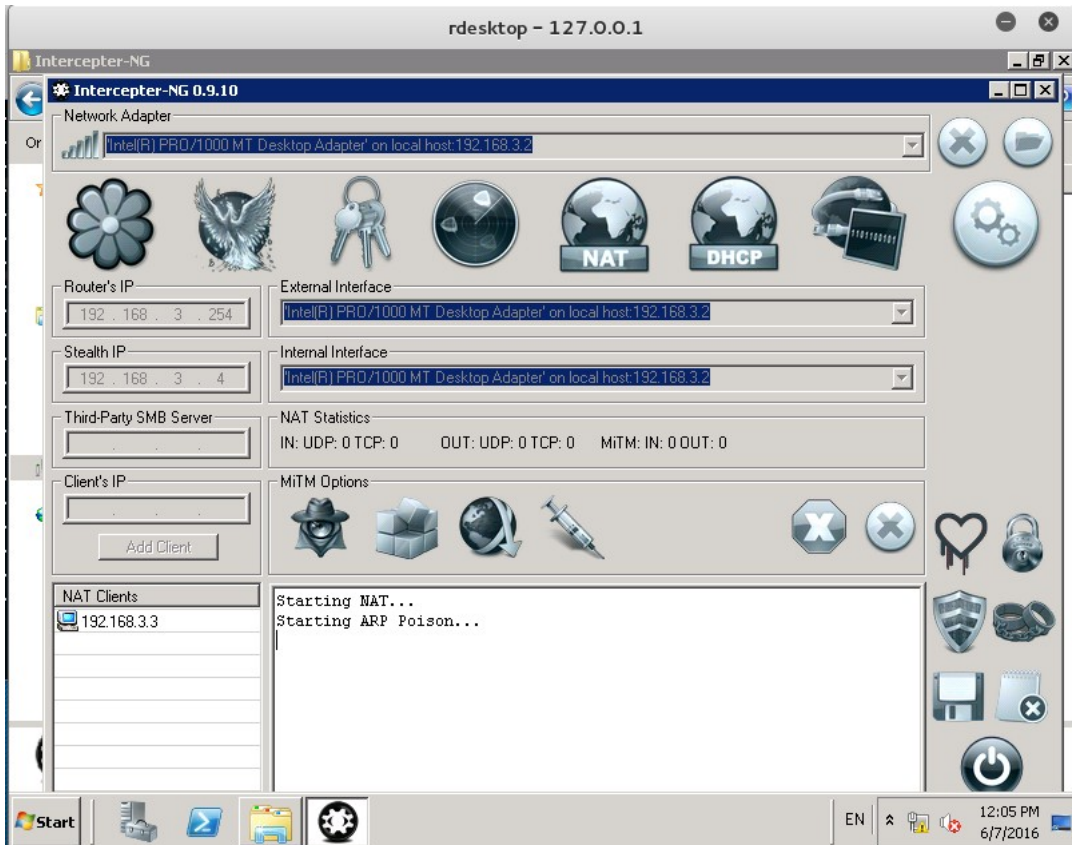 rdesktop - 127.0.0.1
Intercepter-NG
Intercepter-NG 0.9.10
Network Adapter
Or
'Intel(R) PRO/1000 MT Desktop Adapter' on local host:192.168.3.2
NAT
DHCP
1101100101
Router's IP
External Interface
192 . 168 . 3 . 254
'Intel(R) PRO/1000 MT Desktop Adapter' on local host:192.168.3.2
Stealth IP
Internal Interface
192 . 168 . 3 . 4
'Intel(R) PRO/1000 MT Desktop Adapter' on local host:192.168.3.2
Third-Party SMB Server
NAT Statistics
. . .
IN: UDP: 0 TCP: 0 OUT: UDP: 0 TCP: 0 MiTM: IN: 0 OUT: 0
Client's IP
MiTM Options
. . .
Add Client
NAT Clients
192.168.3.3
Starting NAT...
Starting ARP Poison...
Start
EN
12:05 PM
6/7/2016